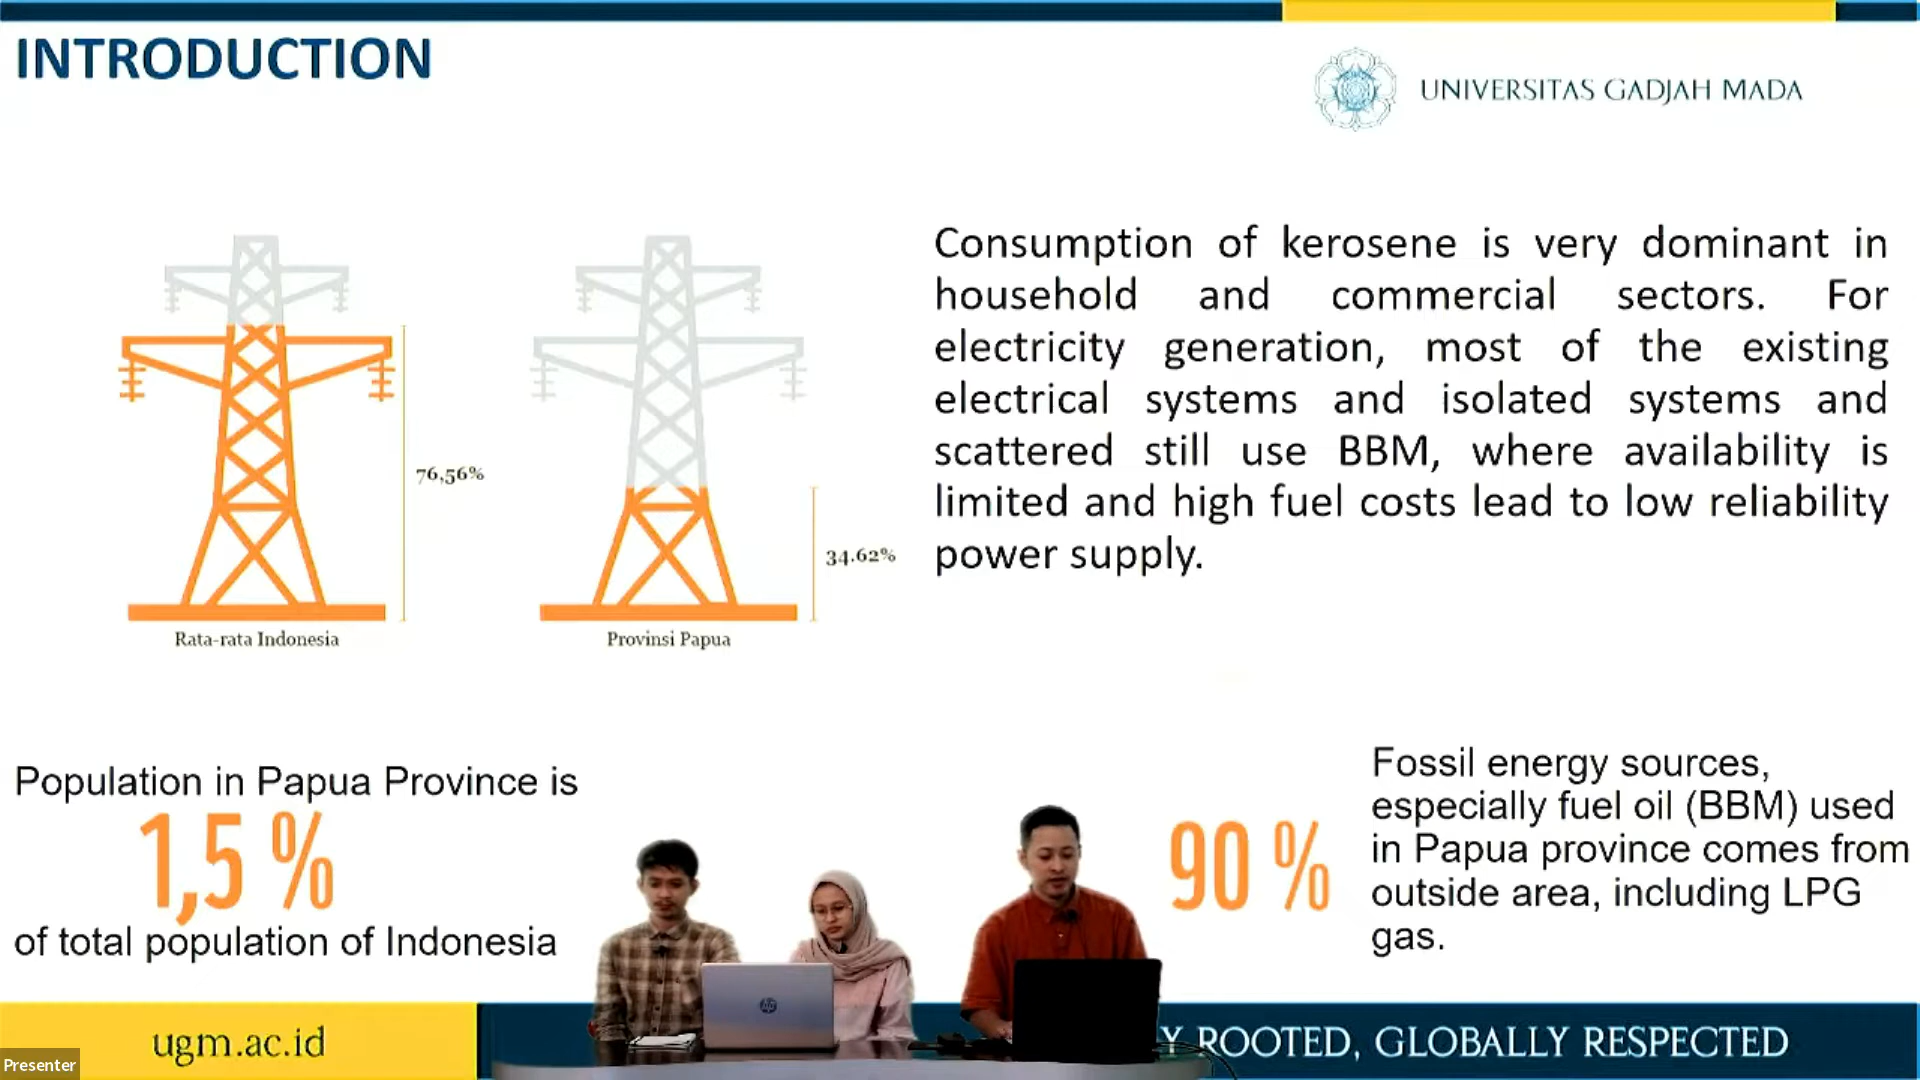 INTRODUCTION
UNIVERSITAS GADJAH MADA
76,56%
34.62%
Rata-rata Indonesia
Provinsi Papua
Consumption of kerosene is very dominant in
household and commercial sectors. For
electricity generation, most of the existing
electrical systems and isolated systems and
scattered still use BBM, where availability is
limited and high fuel costs lead to low reliability
power supply.
Population in Papua Province is
1,5 %
of total population of Indonesia
90 %
Fossil energy sources,
especially fuel oil (BBM) used
in Papua province comes from
outside area, including LPG
gas.
ugm.ac.id
Y ROOTED, GLOBALLY RESPECTED
Presenter
hp